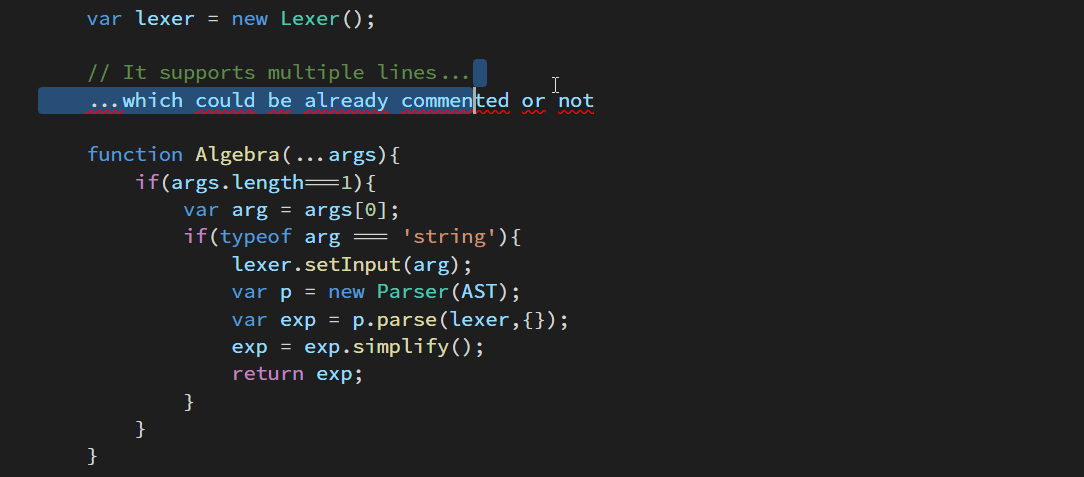 var lexer = new Lexer();
// It supports multiple lines...
...which could be already commented or not
function Algebra(...args){
if(args.length===1){
var arg = args[0];
if(typeof arg === 'string'){
lexer.setInput(arg);
var p = new Parser(AST);
var exp = p.parse(lexer,{});
exp = exp.simplify();
return exp;
}
}
}